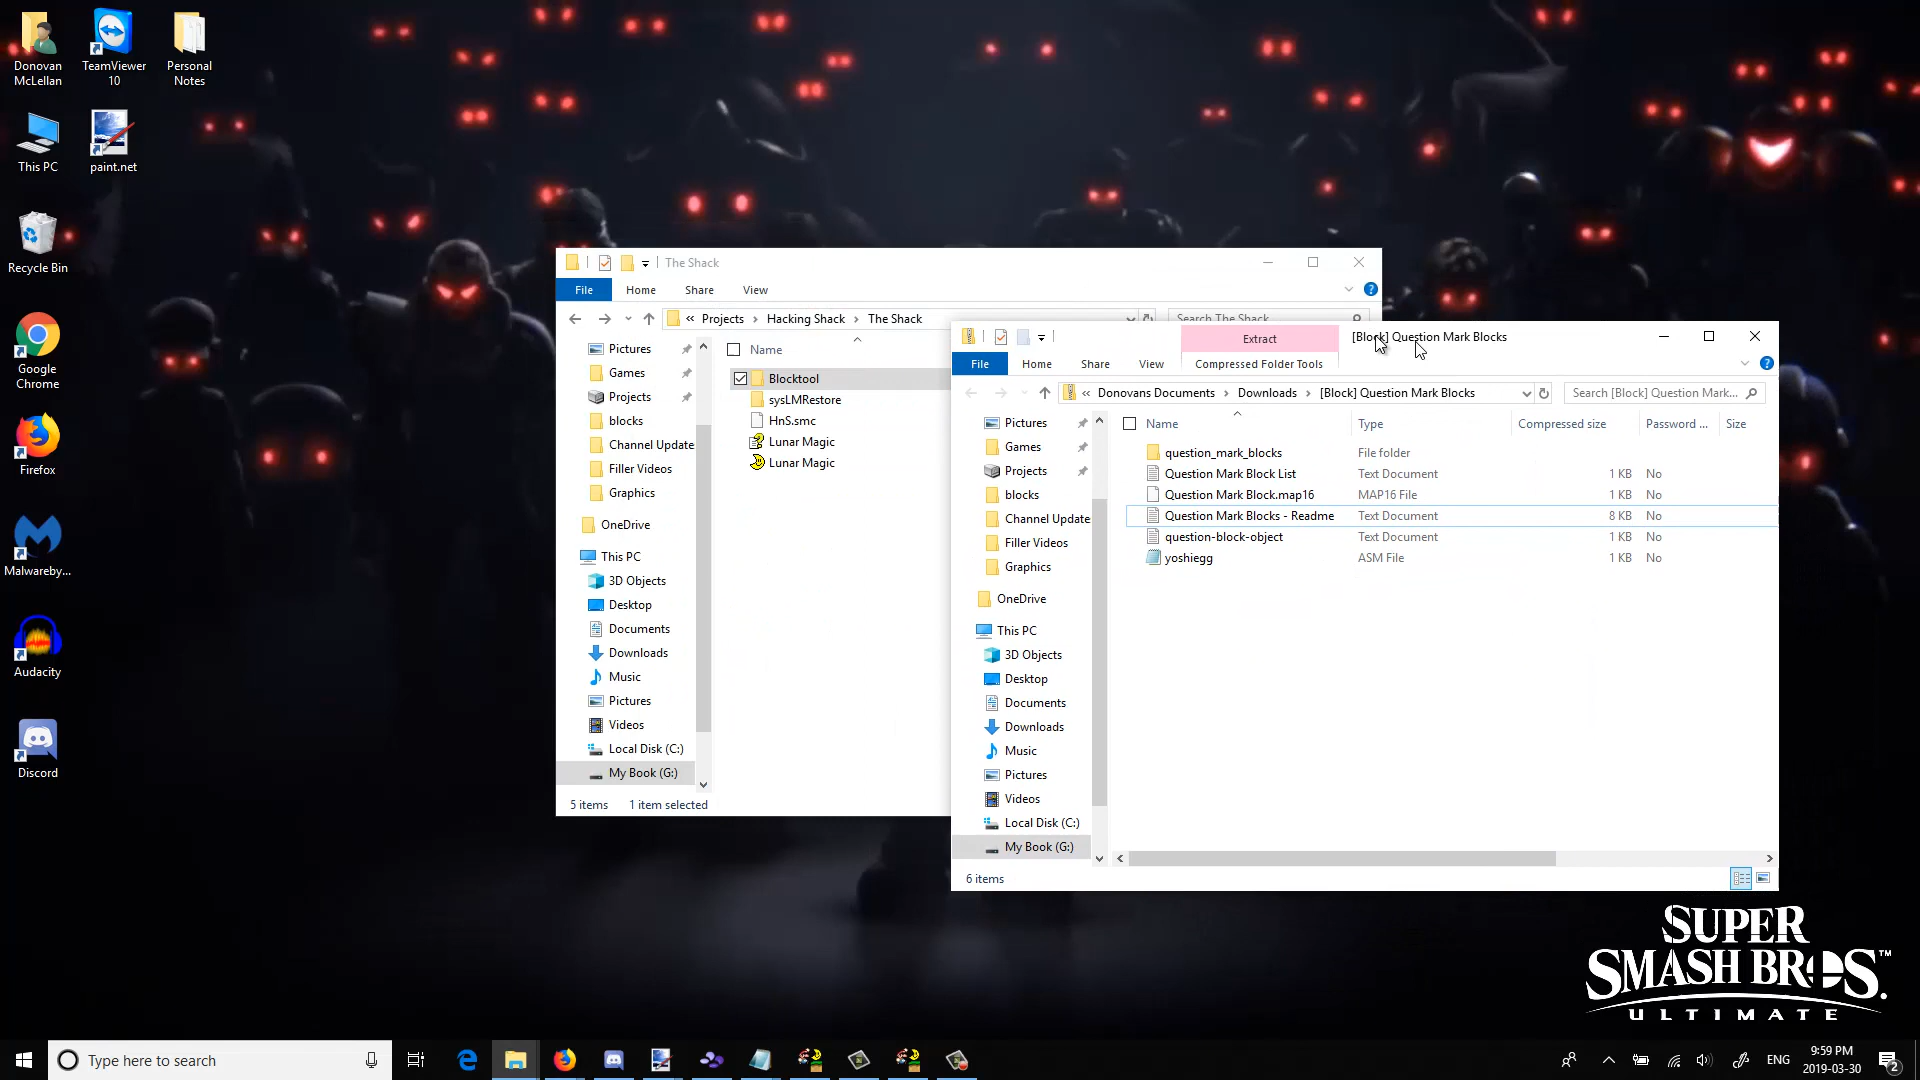 Donovan
McLellan
TeamViewer
10
Personal
Notes
This PC
paint.net
Recycle Bin
Google
Chrome
Firefox
Malwareby...
Audacity
Discord
The Shack
File Home Share View
« Projects > Hacking Shack > The Shack
Search The Shack
Pictures
Games
Projects
blocks
Channel Update
Filler Videos
Graphics
OneDrive
This PC
3D Objects
Desktop
Documents
Downloads
Music
Pictures
Videos
Local Disk (C:)
My Book (G:)
Name
Blocktool
sysLMRestore
HnS.smc
Lunar Magic
Lunar Magic
5 items 1 item selected
Extract
[Block] Question Mark Blocks
File Home Share View Compressed Folder Tools
« Donovans Documents > Downloads > [Block] Question Mark Blocks
Search [Block] Question Mark...
Pictures
Games
Projects
blocks
Channel Update
Filler Videos
Graphics
OneDrive
This PC
3D Objects
Desktop
Documents
Downloads
Music
Pictures
Videos
Local Disk (C:)
My Book (G:)
Name Type Compressed size Password ... Size
question_mark_blocks File folder
Question Mark Block List Text Document 1 KB No
Question Mark Block.map16 MAP16 File 1 KB No
Question Mark Blocks - Readme Text Document 8 KB No
question-block-object Text Document 1 KB No
yoshiegg ASM File 1 KB No
6 items
SUPER
SMASH BROS.™
ULTIMATE
Type here to search
ENG
9:59 PM
2019-03-30
2